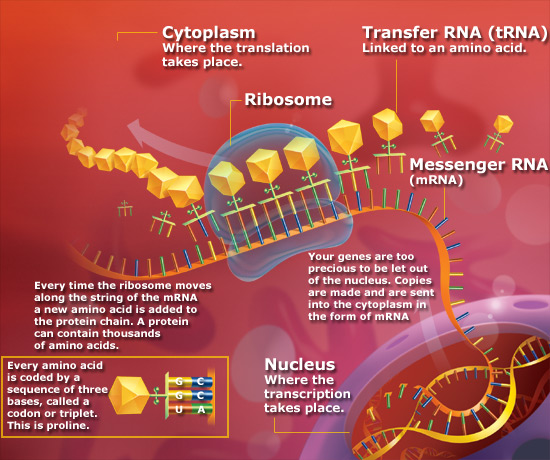 Cytoplasm
Where the translation
takes place.
Transfer RNA (tRNA)
Linked to an amino acid.
Ribosome
Messenger RNA
(mRNA)
Your genes are too
precious to be let out
of the nucleus. Copies
are made and are sent
into the cytoplasm in
the form of mRNA
Every time the ribosome moves
along the string of the mRNA
a new amino acid is added to
the protein chain. A protein
can contain thousands
of amino acids.
Every amino acid
is coded by a
sequence of three
bases, called a
codon or triplet.
This is proline.
G C
G C
U A
Nucleus
Where the
transcription
takes place.